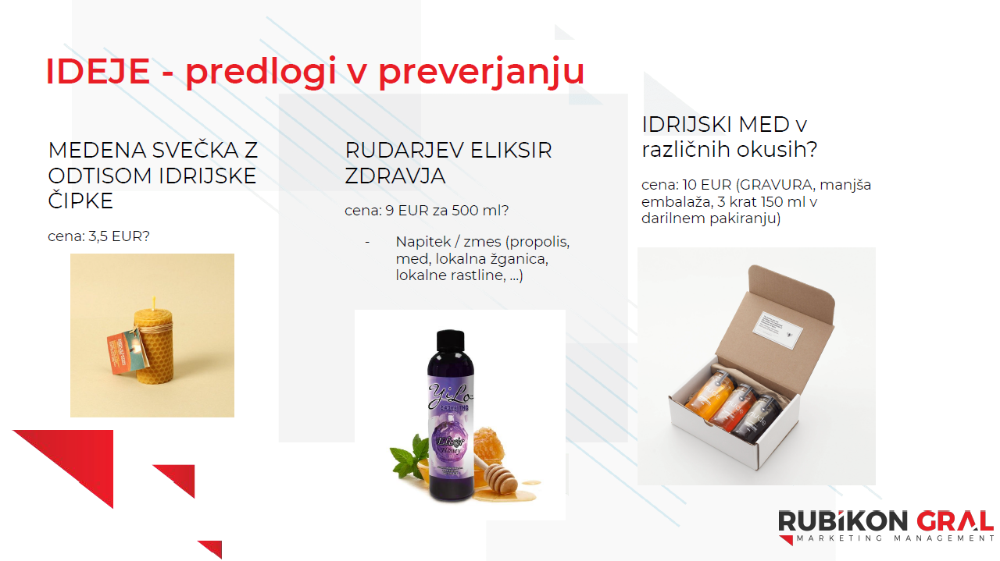 IDEJE - predlogi v preverjanju
MEDENA SVEČKA Z
ODTISOM IDRIJSKE
ČIPKE
cena: 3,5 EUR?
RUDARJEV ELIKSIR
ZDRAVJA
cena: 9 EUR za 500 ml?
- Napitek / zmes (propolis,
med, lokalna žganica,
lokalne rastline, ...)
YiLo
240mg THC
Elixir
Honey
IDRIJSKI MED v
različnih okusih?
cena: 10 EUR (GRAVURA, manjša
embalaža, 3 krat 150 ml v
darilnem pakiranju)
RUBIKON GRAL
MARKETING MANAGEMENT